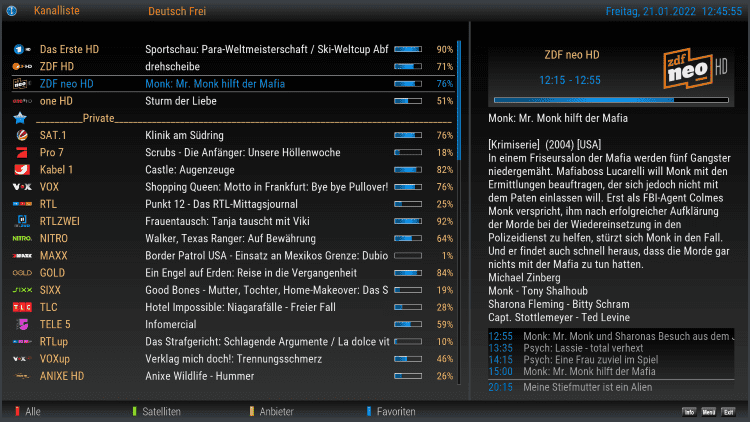 Kanalliste Deutsch Frei Freitag, 21.01.2022 12:45:55
Das Erste HD Sportschau: Para-Weltmeisterschaft / Ski-Weltcup Abf 90%
ZDF HD drehscheibe 71%
ZDF neo HD Monk: Mr. Monk hilft der Mafia 76%
one HD Sturm der Liebe 51%
Private
SAT.1 Klinik am Südring 76%
Pro 7 Scrubs - Die Anfänger: Unsere Höllenwoche 18%
Kabel 1 Castle: Augenzeuge 82%
VOX Shopping Queen: Motto in Frankfurt: Bye bye Pullover! 76%
RTL Punkt 12 - Das RTL-Mittagsjournal 25%
RTLZWEI Frauentausch: Tanja tauscht mit Viki 92%
NITRO Walker, Texas Ranger: Auf Bewährung 64%
MAXX Border Patrol USA - Einsatz an Mexikos Grenze: Dubio 1%
GOLD Ein Engel auf Erden: Reise in die Vergangenheit 84%
SIXX Good Bones - Mutter, Tochter, Home-Makeover: Das S 19%
TLC Hotel Impossible: Niagarafälle - Freier Fall 28%
TELE 5 Infomercial 59%
RTLup Das Strafgericht: Schlagende Argumente / La dolce vit 10%
VOXup Verklag mich doch!: Trennungsschmerz 46%
ANIXE HD Anixe Wildlife - Hummer 26%
ZDF neo HD
12:15 - 12:55
zdf neo HD
Monk: Mr. Monk hilft der Mafia
[Krimiserie] (2004) [USA]
In einem Friseursalon der Mafia werden fünf Gangster
niedergemäht. Mafiaboss Lucarelli will Monk mit den
Ermittlungen beauftragen, der sich jedoch nicht mit
dem Paten einlassen will. Erst als FBI-Agent Colmes
Monk verspricht, ihm nach erfolgreicher Aufklärung
der Morde bei der Wiedereinsetzung in den
Polizeidienst zu helfen, stürzt sich Monk in den Fall.
Und er findet auch schnell heraus, dass die Morde gar
nichts mit der Mafia zu tun hatten.
Michael Zinberg
Monk - Tony Shalhoub
Sharona Fleming - Bitty Schram
Capt. Stottlemeyer - Ted Levine
12:55 Monk: Mr. Monk und Sharonas Besuch aus dem
13:35 Psych: Lassie - total verhext
14:15 Psych: Eine Frau zuviel im Spiel
15:00 Monk: Mr. Monk hilft der Mafia
20:15 Meine Stiefmutter ist ein Alien
Alle Satelliten Anbieter Favoriten Info Menü Exit